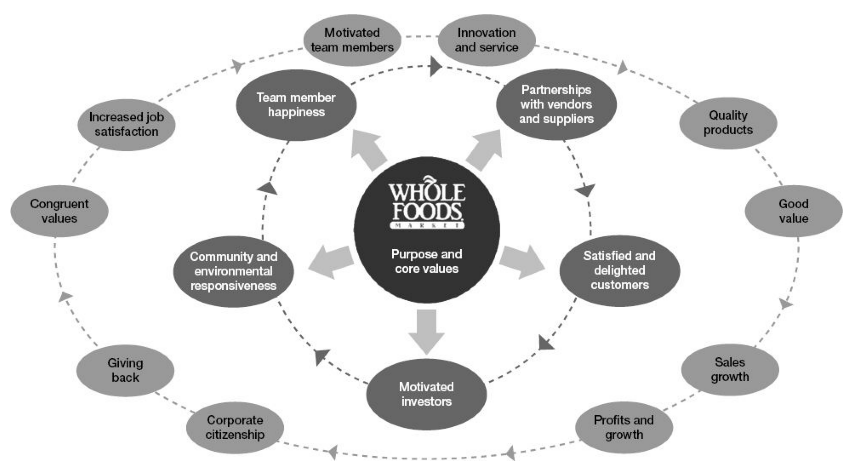 Motivated
team members
Innovation
and service
Team member
happiness
Partnerships
with vendors
and suppliers
Increased job
satisfaction
Quality
products
WHOLE
FOODS
MARKET
Purpose and
core values
Congruent
values
Good
value
Community and
environmental
responsiveness
Satisfied and
delighted
customers
Giving
back
Motivated
investors
Sales
growth
Corporate
citizenship
Profits and
growth